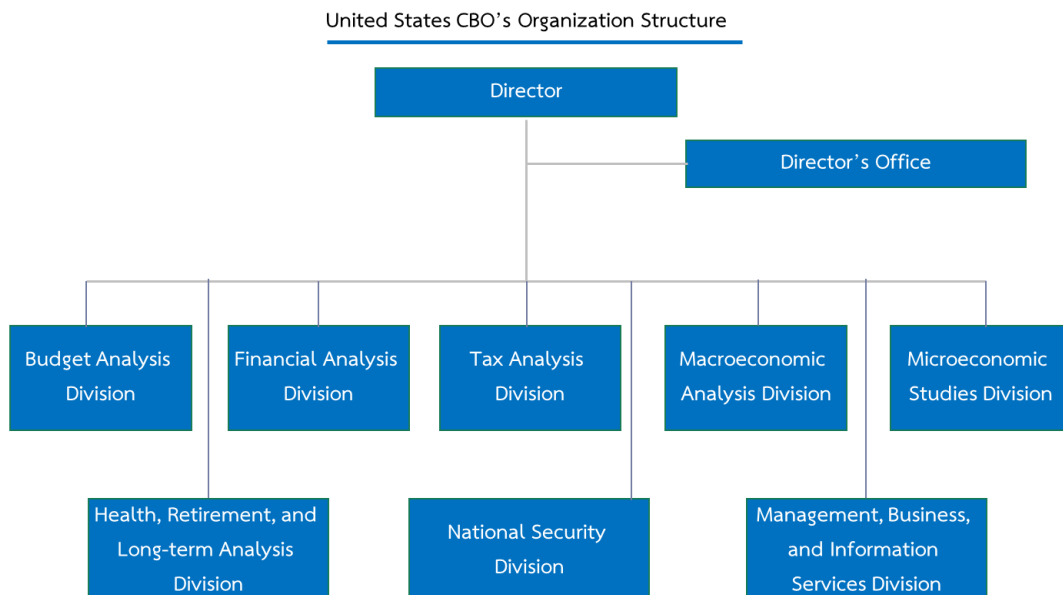 United States CBO's Organization Structure
Director
Director's Office
Budget Analysis
Division
Financial Analysis
Division
Tax Analysis
Division
Macroeconomic
Analysis Division
Microeconomic
Studies Division
Health, Retirement, and
Long-term Analysis
Division
National Security
Division
Management, Business,
and Information
Services Division